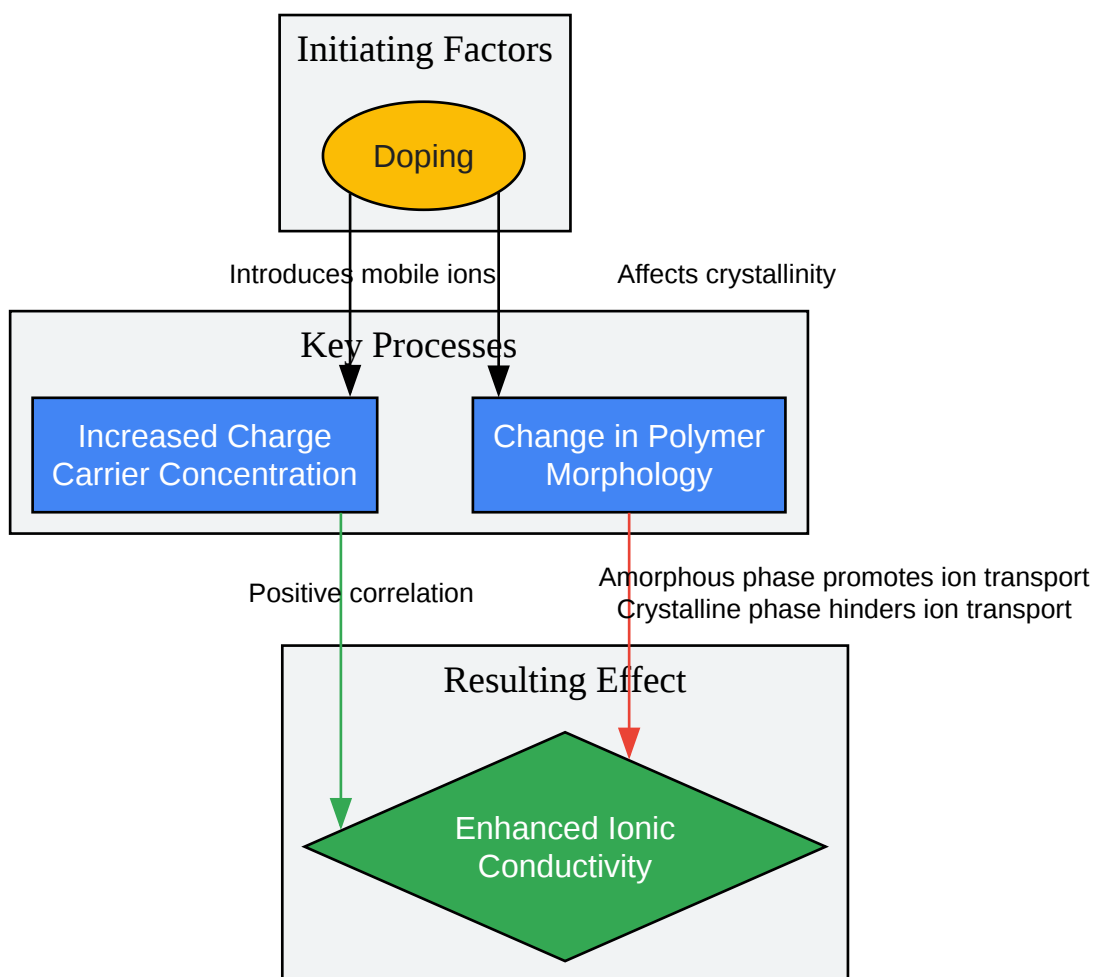 Initiating Factors
Doping
Introduces mobile ions
Affects crystallinity
Key Processes
Increased Charge
Carrier Concentration
Change in Polymer
Morphology
Positive correlation
Amorphous phase promotes ion transport
Crystalline phase hinders ion transport
Resulting Effect
Enhanced Ionic
Conductivity